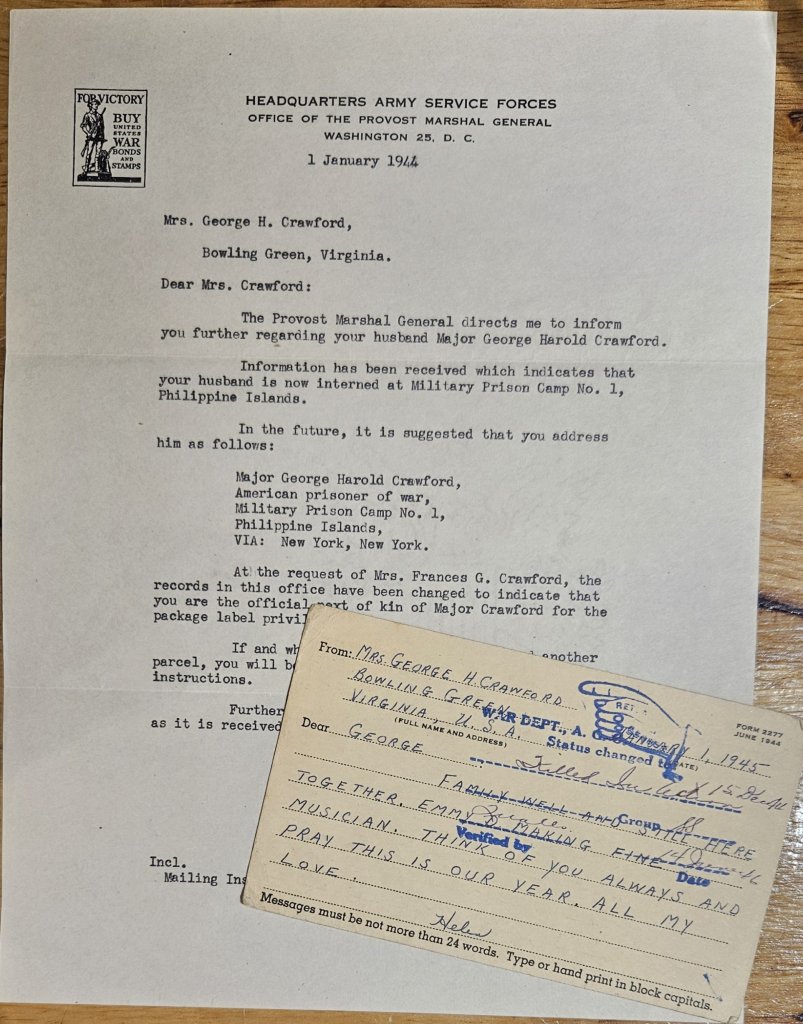 FOR VICTORY
BUY
UNITED
STATES
WAR
BONDS
AND
STAMPS
HEADQUARTERS ARMY SERVICE FORCES
OFFICE OF THE PROVOST MARSHAL GENERAL
WASHINGTON 25, D. C.
1 January 1944
Mrs. George H. Crawford,
Bowling Green, Virginia.
Dear Mrs. Crawford:
The Provost Marshal General directs me to inform
you further regarding your husband Major George Harold Crawford.
Information has been received which indicates that
your husband is now interned at Military Prison Camp No. 1,
Philippine Islands.
In the future, it is suggested that you address
him as follows:
Major George Harold Crawford,
American prisoner of war,
Military Prison Camp No. 1,
Philippine Islands,
VIA: New York, New York.
At the request of Mrs. Frances G. Crawford, the
records in this office have been changed to indicate that
you are the official next of kin of Major Crawford for the
package label privil
If and wh another
parcel, you will b
instructions.
Further
as it is received
Incl.
Mailing Ins
From: MRS. GEORGE H. CRAWFORD
BOWLING GREEN
VIRGINIA, U.S.A.
(FULL NAME AND ADDRESS)
FORM 2277
JUNE 1944
JANUARY 1, 1945
(DATE)
WAR DEPT., A. G. O.
Status changed to
Killed in Action 15 Dec 44
Group
Verified by
Date
Dear GEORGE
FAMILY WELL AND STILL HERE
TOGETHER. EMMY D MAKING FINE
MUSICIAN. THINK OF YOU ALWAYS AND
PRAY THIS IS OUR YEAR. ALL MY
LOVE.
Helen
Messages must be not more than 24 words. Type or hand print in block capitals.